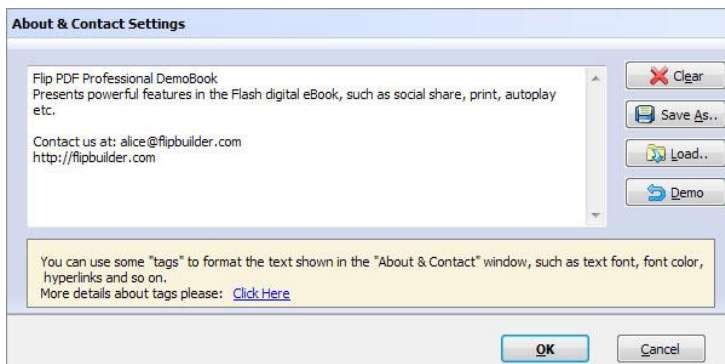 About & Contact Settings
Flip PDF Professional DemoBook
Presents powerful features in the Flash digital eBook, such as social share, print, autoplay
etc.
Contact us at: alice@flipbuilder.com
http://flipbuilder.com
Clear
Save As..
Load..
Demo
You can use some "tags" to format the text shown in the "About & Contact" window, such as text font, font color,
hyperlinks and so on.
More details about tags please: Click Here
OK
Cancel